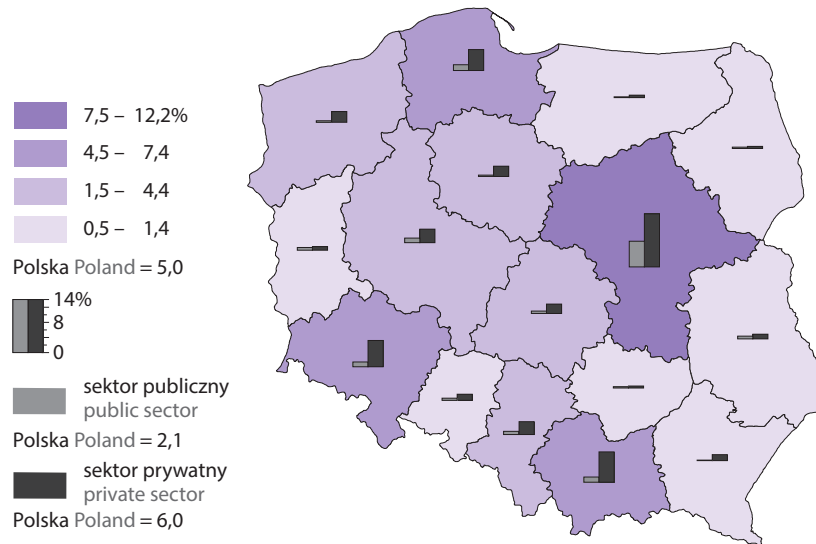 7,5 – 12,2%
4,5 – 7,4
1,5 – 4,4
0,5 – 1,4
Polska Poland = 5,0
14%
8
0
sektor publiczny
public sector
Polska Poland = 2,1
sektor prywatny
private sector
Polska Poland = 6,0